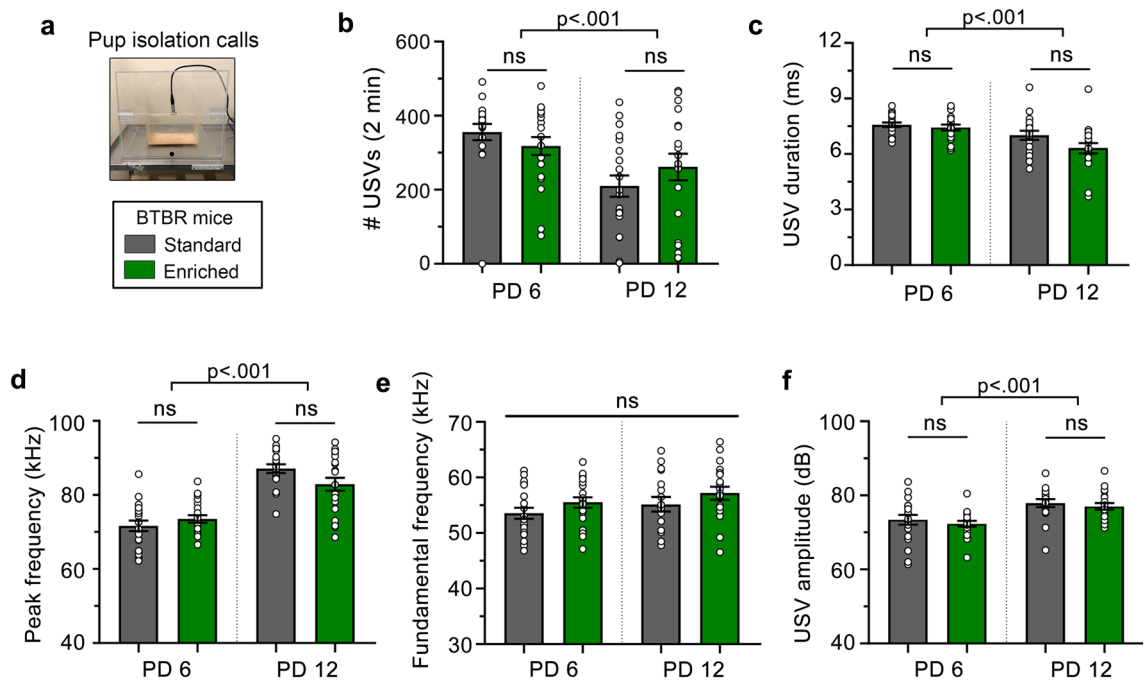 a
Pup isolation calls
BTBR mice
Standard
Enriched
b
p<.001
ns
ns
# USVs (2 min)
600
400
200
0
PD 6
PD 12
c
p<.001
ns
ns
USV duration (ms)
12
9
6
3
0
PD 6
PD 12
d
p<.001
ns
ns
Peak frequency (kHz)
100
80
60
40
PD 6
PD 12
e
ns
Fundamental frequency (kHz)
70
60
50
40
30
PD 6
PD 12
f
p<.001
ns
ns
USV amplitude (dB)
100
80
60
40
PD 6
PD 12